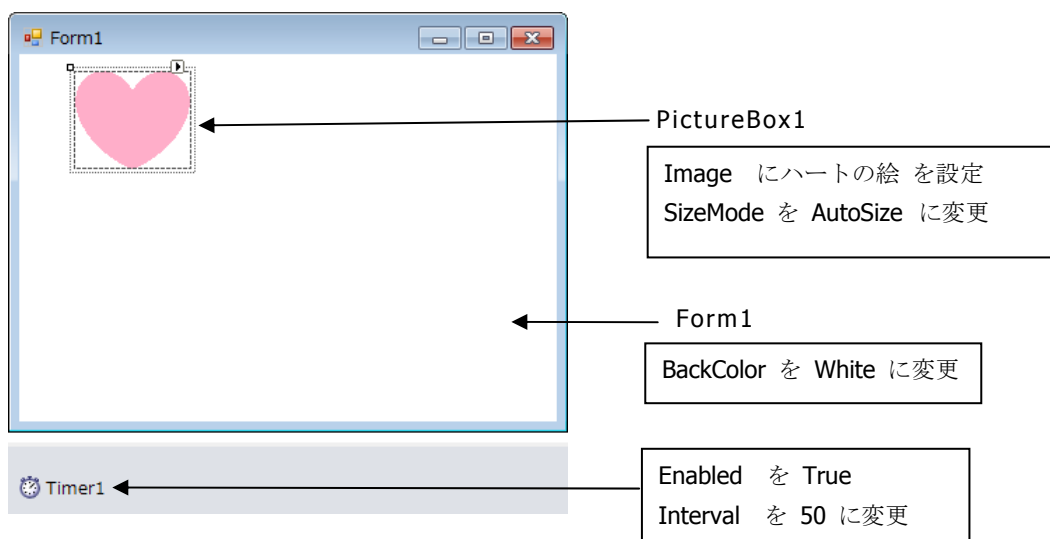 Form1
PictureBox1
Image にハートの絵 を設定
SizeMode を AutoSize に変更
Form1
BackColor を White に変更
Timer1
Enabled を True
Interval を 50 に変更